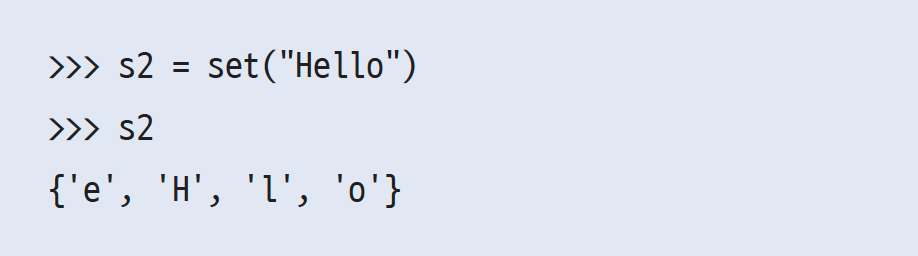 >>> s2 = set("Hello")
>>> s2
{'e', 'H', 'l', 'o'}